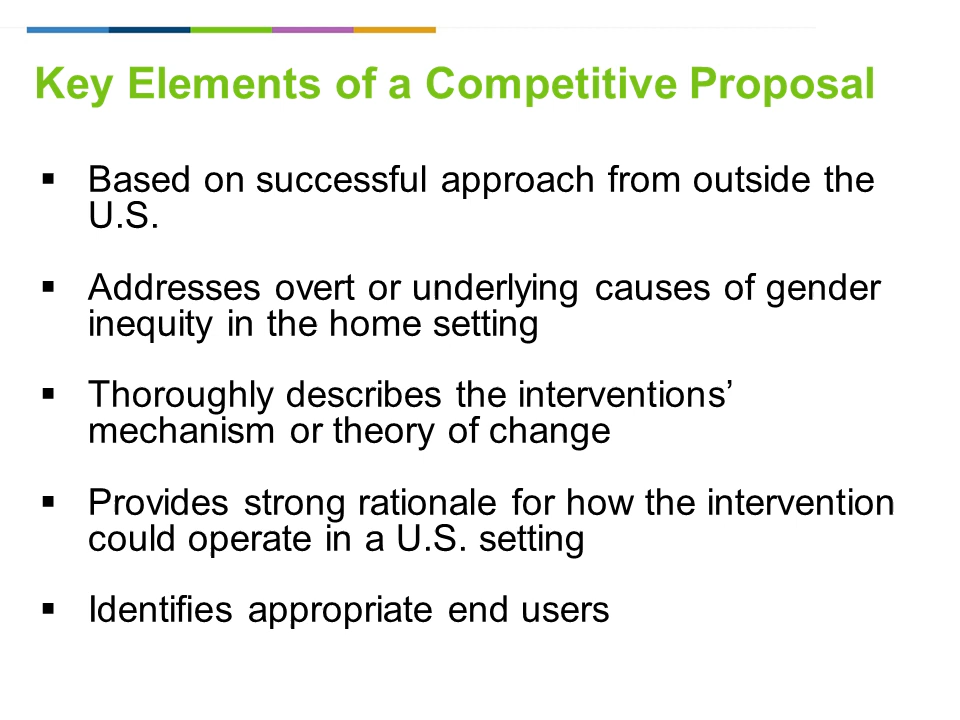 Key Elements of a Competitive Proposal
▪ Based on successful approach from outside the
U.S.
▪ Addresses overt or underlying causes of gender
inequity in the home setting
▪ Thoroughly describes the interventions’
mechanism or theory of change
▪ Provides strong rationale for how the intervention
could operate in a U.S. setting
▪ Identifies appropriate end users